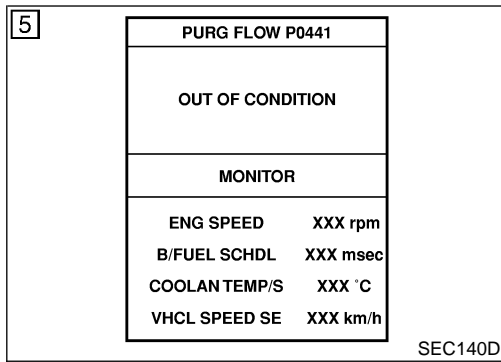 5
PURG FLOW P0441
OUT OF CONDITION
MONITOR
ENG SPEED XXX rpm
B/FUEL SCHDL XXX msec
COOLAN TEMP/S XXX °C
VHCL SPEED SE XXX km/h
SEC140D